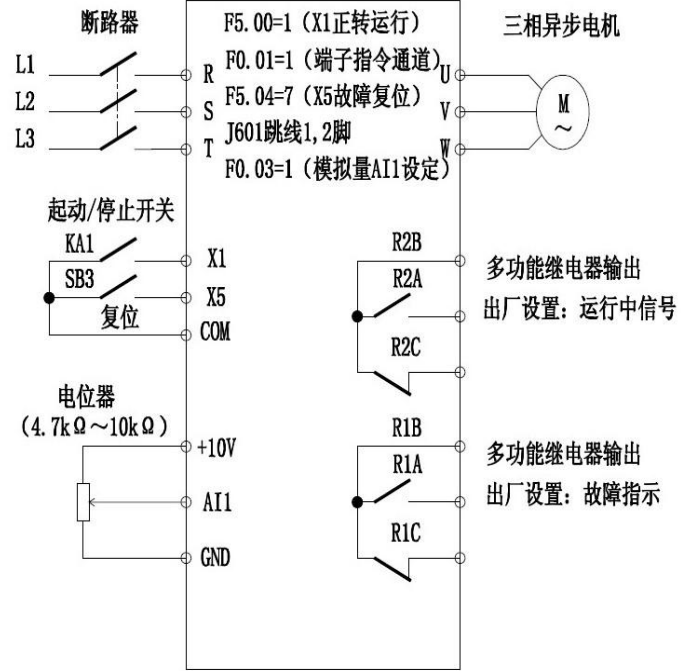 断路器
F5.00=1（X1正转运行）
三相异步电机
L1
R
F0.01=1（端子指令通道）
U
L2
S
F5.04=7（X5故障复位）
V
M
~
L3
T
J601跳线1,2脚
W
F0.03=1（模拟量AI1设定）
起动/停止开关
KA1
X1
R2B
多功能继电器输出
SB3
X5
R2A
出厂设置：运行中信号
复位
COM
R2C
电位器
（4.7kΩ～10kΩ）
+10V
R1B
多功能继电器输出
R1A
出厂设置：故障指示
AI1
R1C
GND